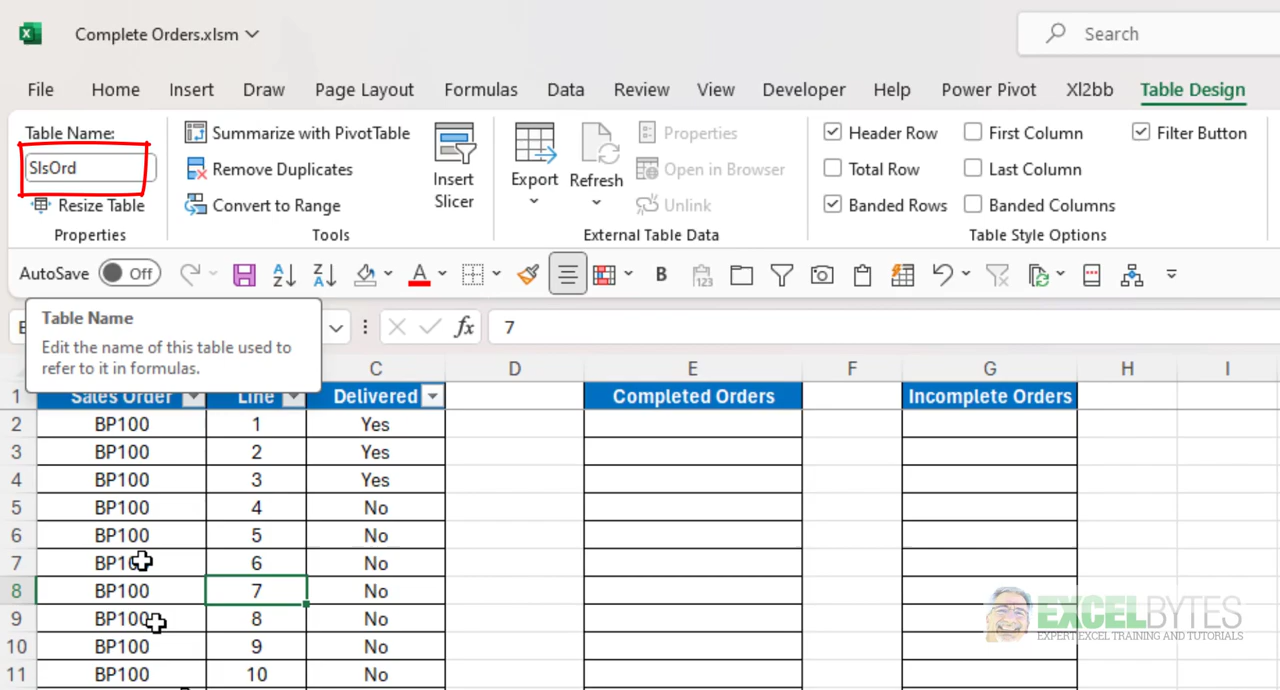 Complete Orders.xlsm
Search
File Home Insert Draw Page Layout Formulas Data Review View Developer Help Power Pivot Xl2bb Table Design
Table Name:
SlsOrd
Resize Table
Properties
Summarize with PivotTable
Remove Duplicates
Convert to Range
Tools
Insert
Slicer
Export
Refresh
Properties
Open in Browser
Unlink
External Table Data
Header Row
First Column
Filter Button
Total Row
Last Column
Banded Rows
Banded Columns
Table Style Options
AutoSave Off
Table Name
Edit the name of this table used to
refer to it in formulas.
fx 7
C D E F G H I
1 Sales Order Line Delivered Completed Orders Incomplete Orders
2 BP100 1 Yes
3 BP100 2 Yes
4 BP100 3 Yes
5 BP100 4 No
6 BP100 5 No
7 BP100 6 No
8 BP100 7 No
9 BP100 8 No
10 BP100 9 No
11 BP100 10 No
EXCELBYTES
EXPERT EXCEL TRAINING AND TUTORIALS